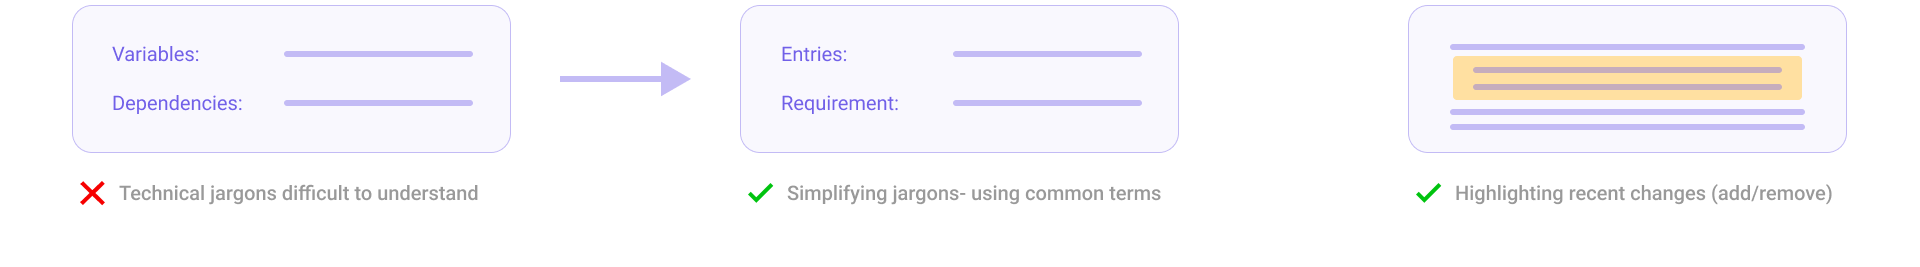 Variables:
Dependencies:
Technical jargons difficult to understand
Entries:
Requirement:
Simplifying jargons- using common terms
Highlighting recent changes (add/remove)